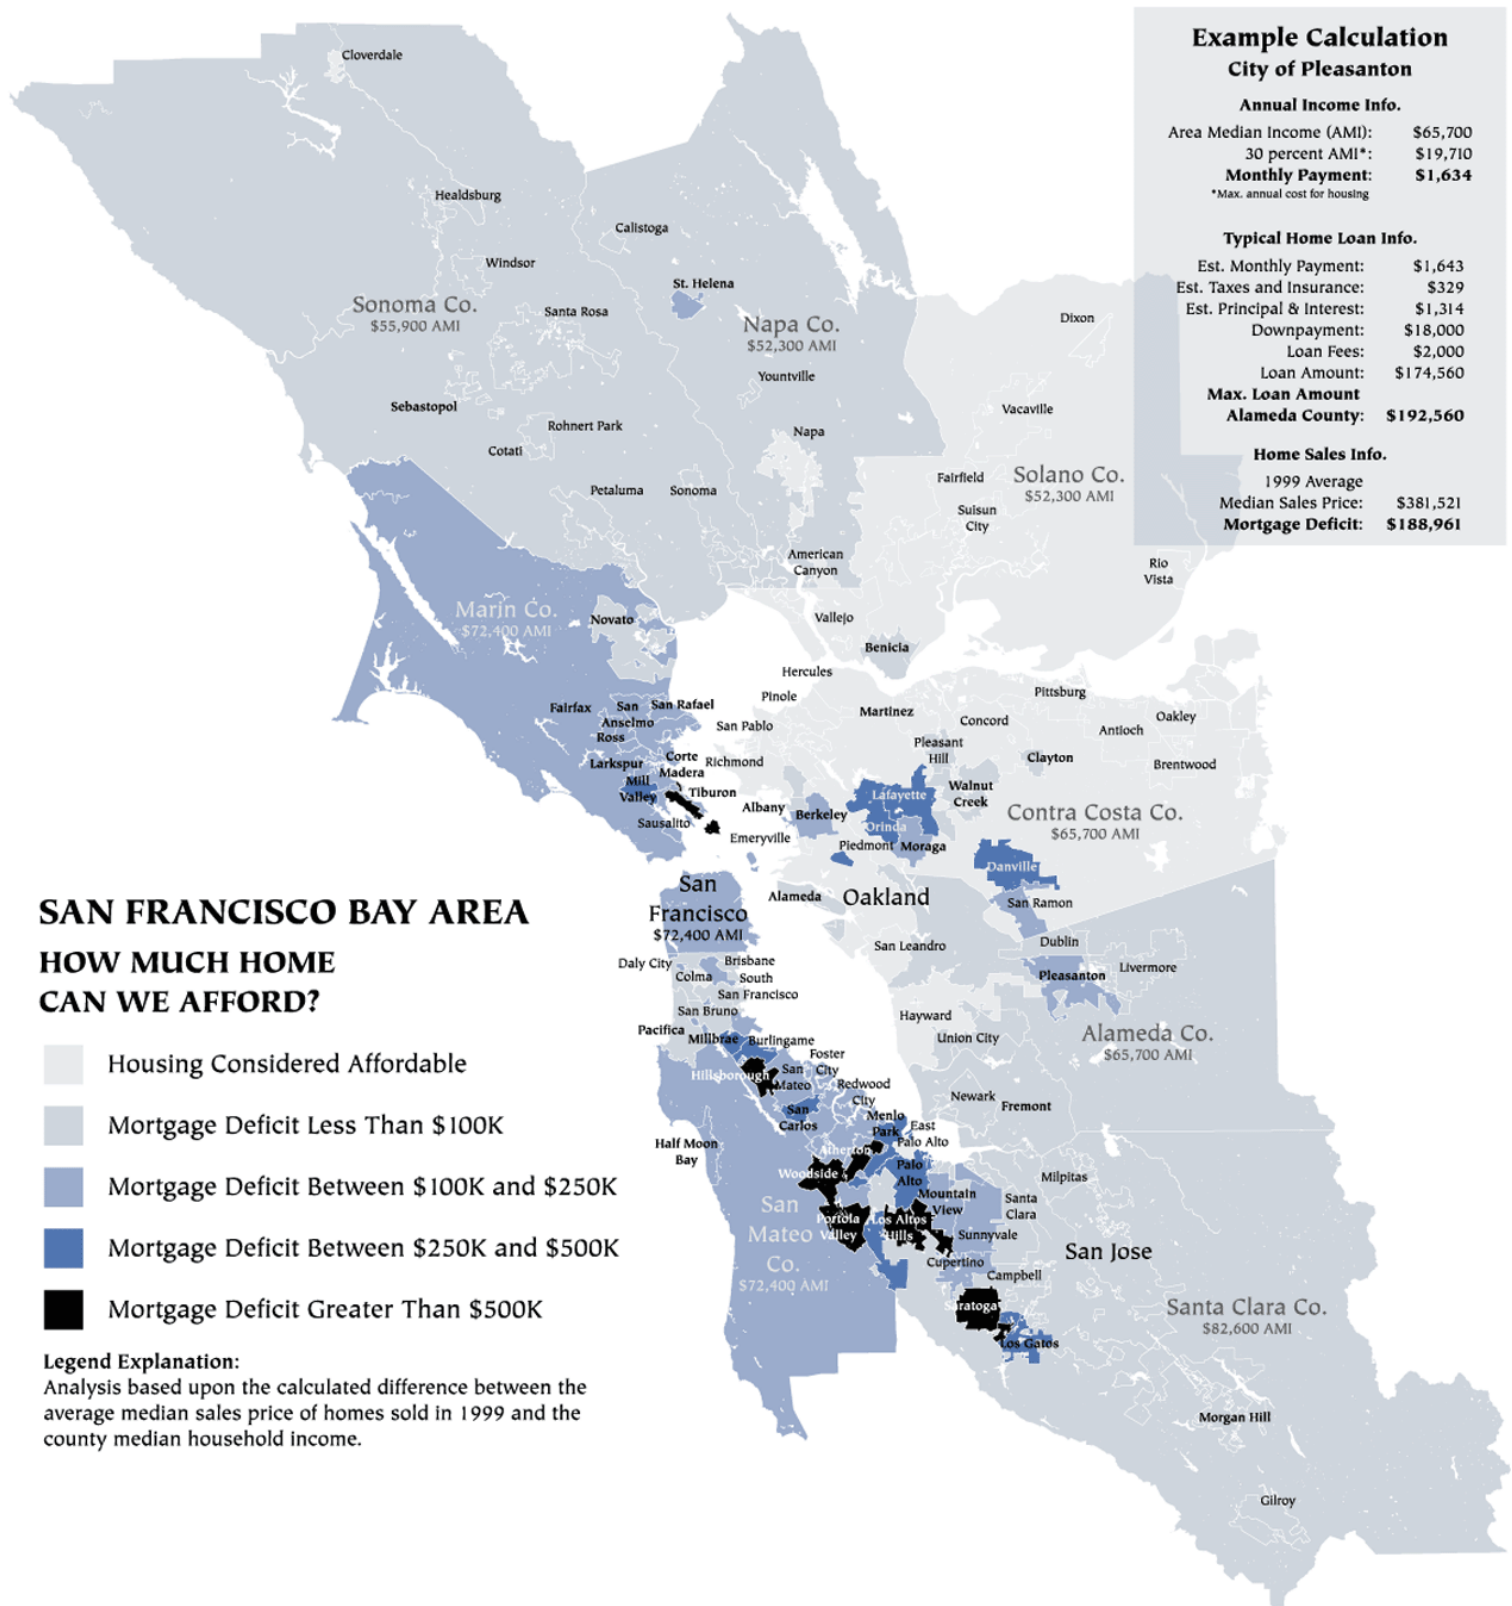 Example Calculation
City of Pleasanton
Annual Income Info.
Area Median Income (AMI): $65,700
30 percent AMI*: $19,710
Monthly Payment: $1,634
*Max. annual cost for housing
Typical Home Loan Info.
Est. Monthly Payment: $1,643
Est. Taxes and Insurance: $329
Est. Principal & Interest: $1,314
Downpayment: $18,000
Loan Fees: $2,000
Loan Amount: $174,560
Max. Loan Amount
Alameda County: $192,560
Home Sales Info.
1999 Average
Median Sales Price: $381,521
Mortgage Deficit: $188,961
Cloverdale
Healdsburg
Calistoga
Windsor
St. Helena
Sonoma Co.
$55,900 AMI
Santa Rosa
Napa Co.
$52,300 AMI
Dixon
Yountville
Sebastopol
Vacaville
Rohnert Park
Napa
Cotati
Fairfield
Solano Co.
$52,300 AMI
Petaluma
Sonoma
Suisun
City
American
Canyon
Rio
Vista
Marin Co.
$72,400 AMI
Novato
Vallejo
Benicia
Hercules
Pinole
Pittsburg
Fairfax
San
Anselmo
San Rafael
Ross
San Pablo
Martinez
Concord
Oakley
Antioch
Pleasant
Hill
Clayton
Brentwood
Larkspur
Corte
Madera
Richmond
Mill
Valley
Tiburon
Lafayette
Walnut
Creek
Albany
Berkeley
Contra Costa Co.
$65,700 AMI
Sausalito
Orinda
Emeryville
Piedmont
Moraga
Danville
San
Francisco
$72,400 AMI
Alameda
Oakland
San Ramon
San Leandro
Dublin
Daly City
Brisbane
Colma
South
San Francisco
Pleasanton
Livermore
San Bruno
Hayward
Pacifica
Millbrae
Burlingame
Union City
Alameda Co.
$65,700 AMI
Foster
City
Hillsborough
San
Mateo
Redwood
City
Newark
Fremont
San
Carlos
Menlo
Park
East
Palo Alto
Half Moon
Bay
Atherton
Woodside
Palo
Alto
Milpitas
Mountain
View
Santa
Clara
San
Mateo
Co.
$72,400 AMI
Portola
Valley
Los Altos
Hills
Sunnyvale
San Jose
Cupertino
Campbell
Saratoga
Santa Clara Co.
$82,600 AMI
Los Gatos
Morgan Hill
Gilroy
SAN FRANCISCO BAY AREA
HOW MUCH HOME
CAN WE AFFORD?
Housing Considered Affordable
Mortgage Deficit Less Than $100K
Mortgage Deficit Between $100K and $250K
Mortgage Deficit Between $250K and $500K
Mortgage Deficit Greater Than $500K
Legend Explanation:
Analysis based upon the calculated difference between the
average median sales price of homes sold in 1999 and the
county median household income.